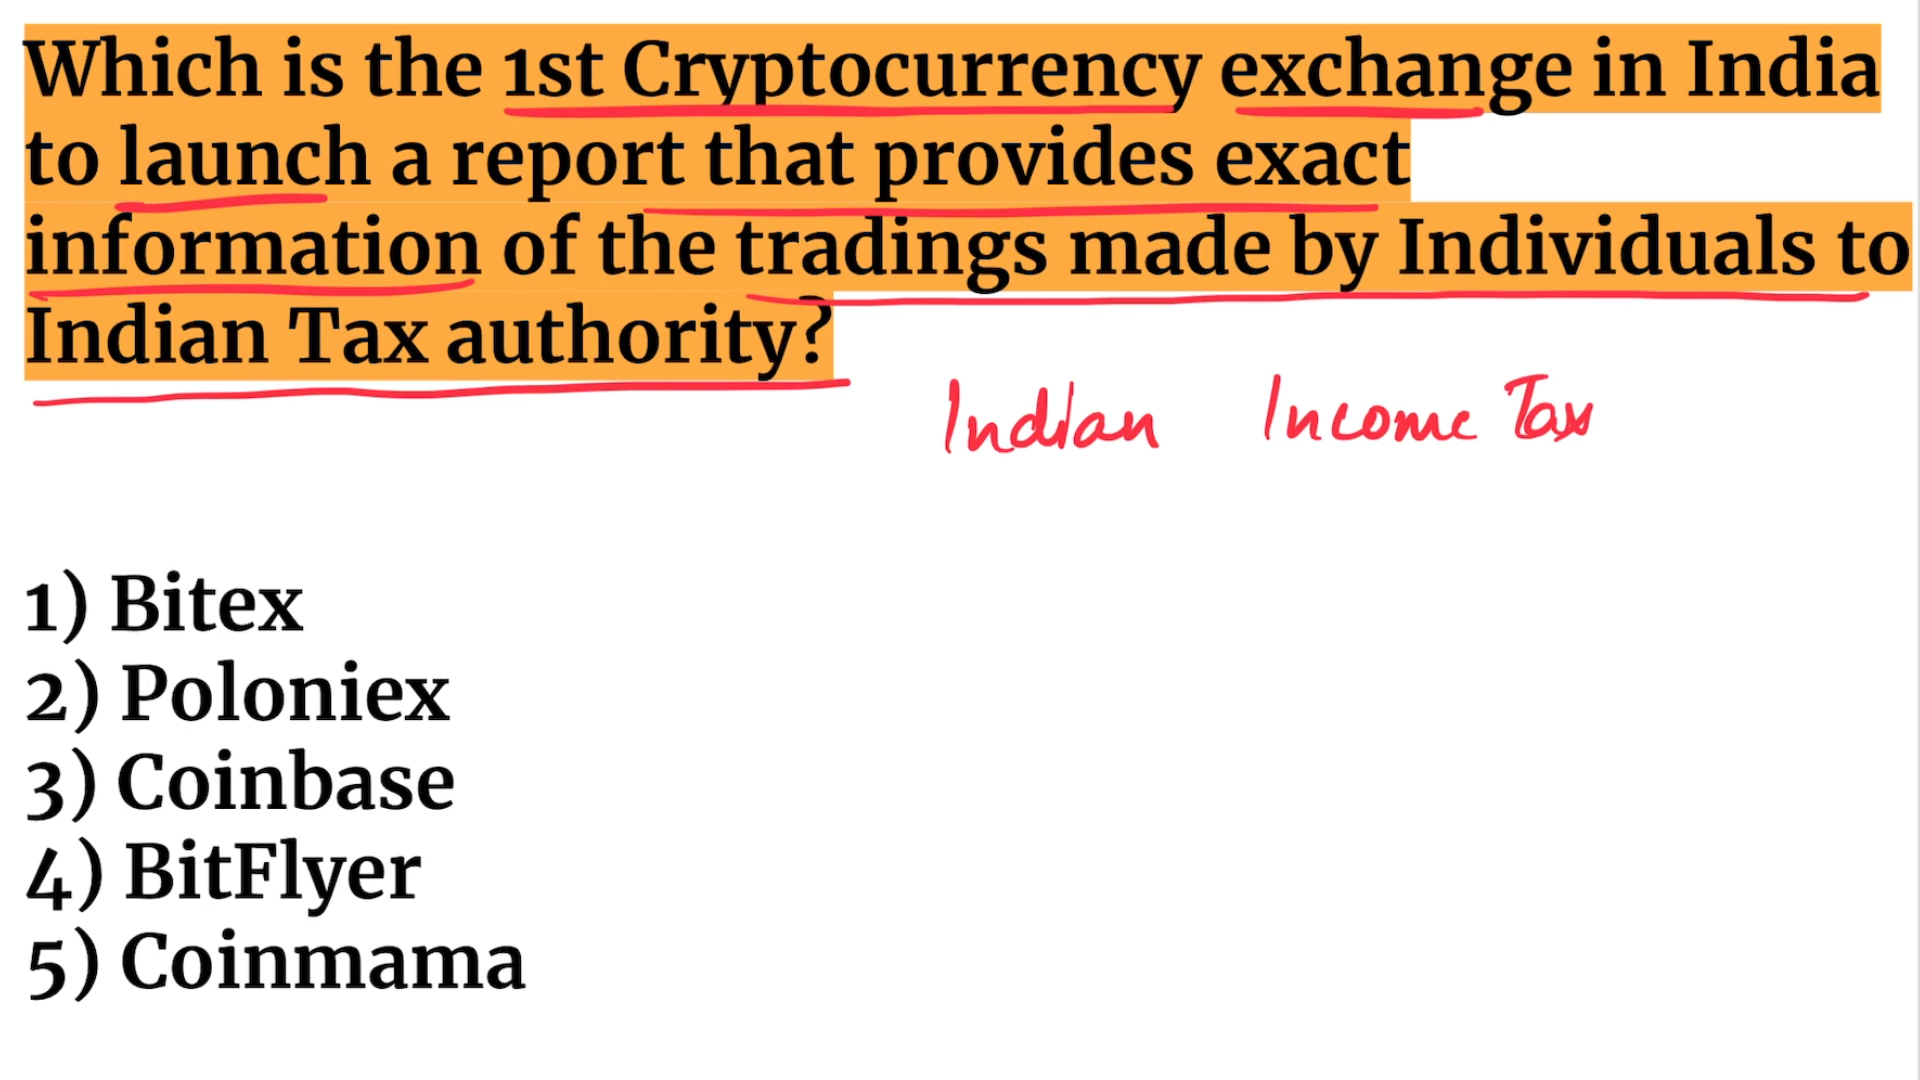 Which is the 1st Cryptocurrency exchange in India
to launch a report that provides exact
information of the tradings made by Individuals to
Indian Tax authority?
Indian Income Tax
1) Bitex
2) Poloniex
3) Coinbase
4) BitFlyer
5) Coinmama